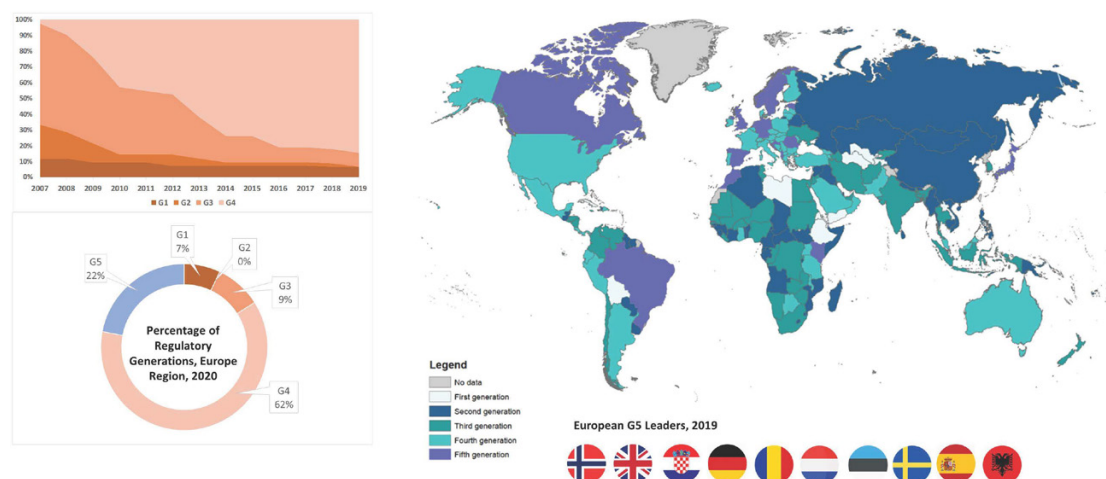 100%
90%
80%
70%
60%
50%
40%
30%
20%
10%
0%
2007 2008 2009 2010 2011 2012 2013 2014 2015 2016 2017 2018 2019
G1 G2 G3 G4
G1
7%
G2
0%
G3
9%
G5
22%
Percentage of
Regulatory
Generations, Europe
Region, 2020
G4
62%
Legend
No data
First generation
Second generation
Third generation
Fourth generation
Fifth generation
European G5 Leaders, 2019